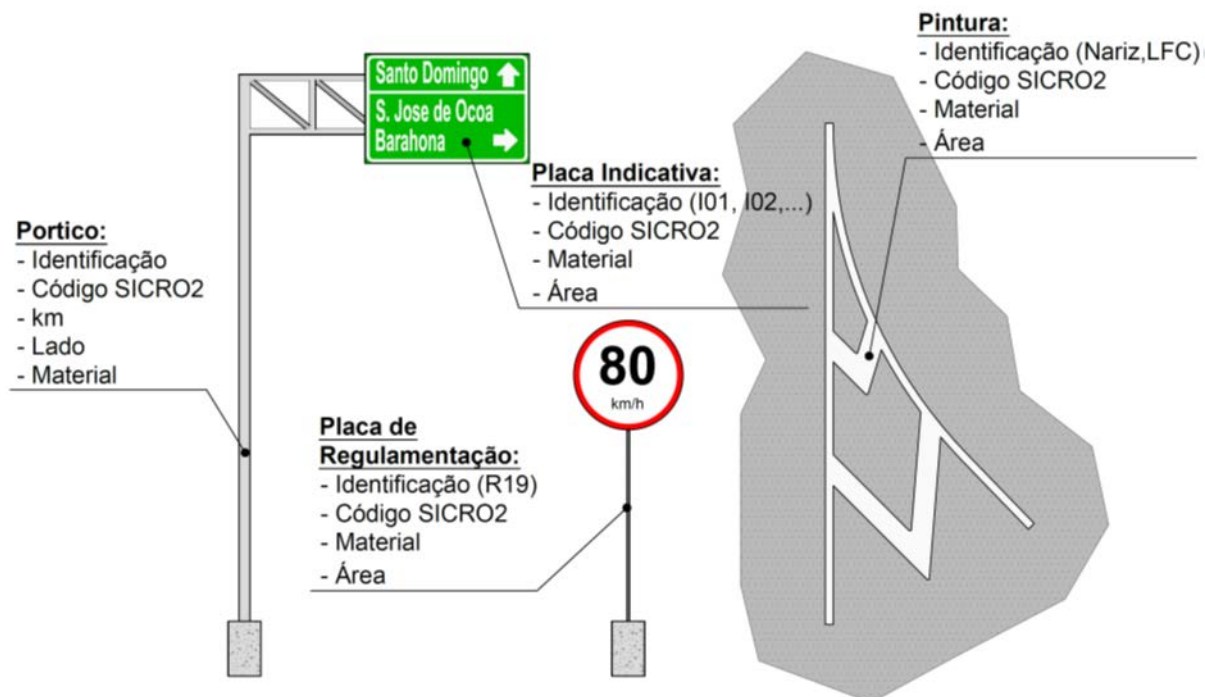 Pintura:
- Identificação (Nariz,LFC)
- Código SICRO2
- Material
- Área
Santo Domingo
S. Jose de Ocoa
Barahona
Placa Indicativa:
- Identificação (I01, I02,...)
- Código SICRO2
- Material
- Área
Portico:
- Identificação
- Código SICRO2
- km
- Lado
- Material
80
km/h
Placa de
Regulamentação:
- Identificação (R19)
- Código SICRO2
- Material
- Área